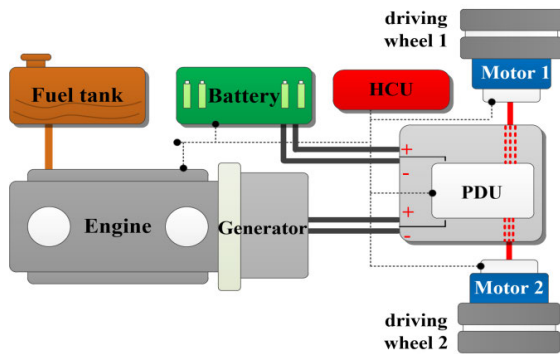 driving
wheel 1
Motor 1
Fuel tank
Battery
HCU
+
-
PDU
Engine
Generator
+
-
Motor 2
driving
wheel 2